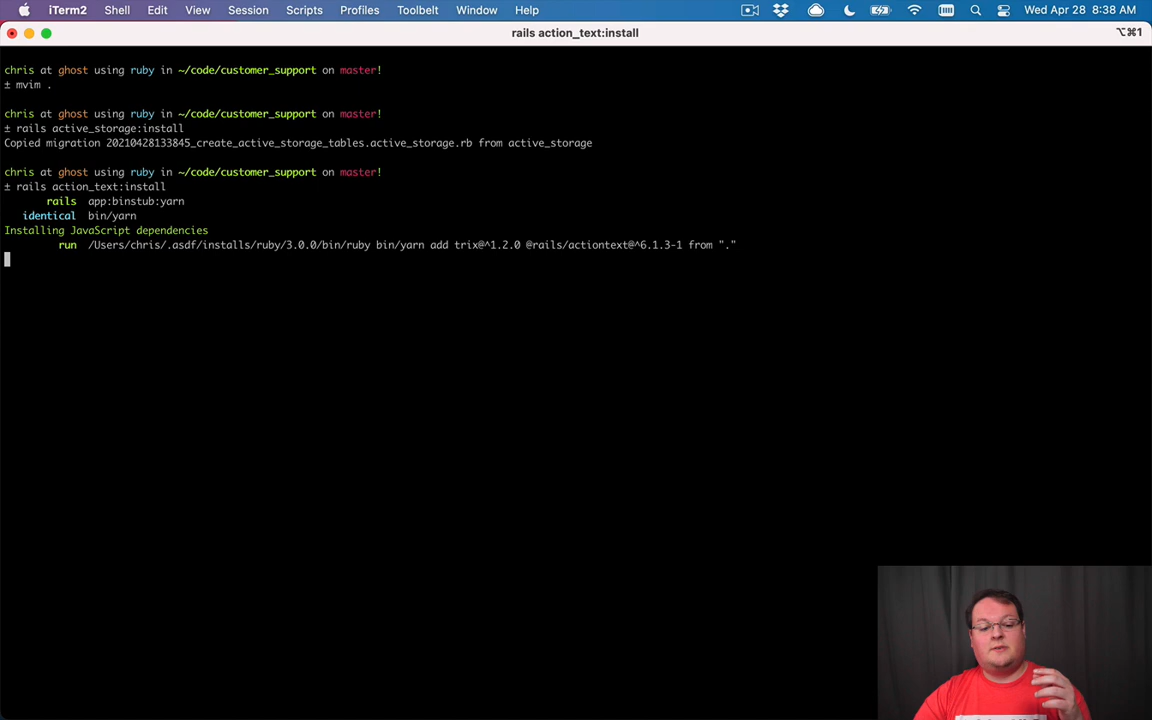 iTerm2 Shell Edit View Session Scripts Profiles Toolbelt Window Help Wed Apr 28 8:38 AM
rails action_text:install ⌥⌘1
chris at ghost using ruby in ~/code/customer_support on master!
± mvim .
chris at ghost using ruby in ~/code/customer_support on master!
± rails active_storage:install
Copied migration 20210428133845_create_active_storage_tables.active_storage.rb from active_storage
chris at ghost using ruby in ~/code/customer_support on master!
± rails action_text:install
rails app:binstub:yarn
identical bin/yarn
Installing JavaScript dependencies
run /Users/chris/.asdf/installs/ruby/3.0.0/bin/ruby bin/yarn add trix@^1.2.0 @rails/actiontext@^6.1.3-1 from "."